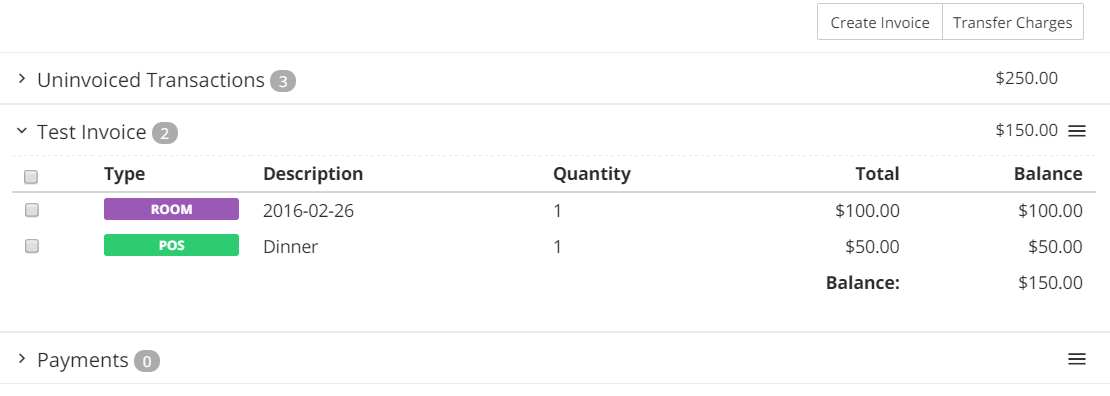 Create Invoice Transfer Charges
Uninvoiced Transactions 3 $250.00
Test Invoice 2 $150.00
Type Description Quantity Total Balance
ROOM 2016-02-26 1 $100.00 $100.00
POS Dinner 1 $50.00 $50.00
Balance: $150.00
Payments 0